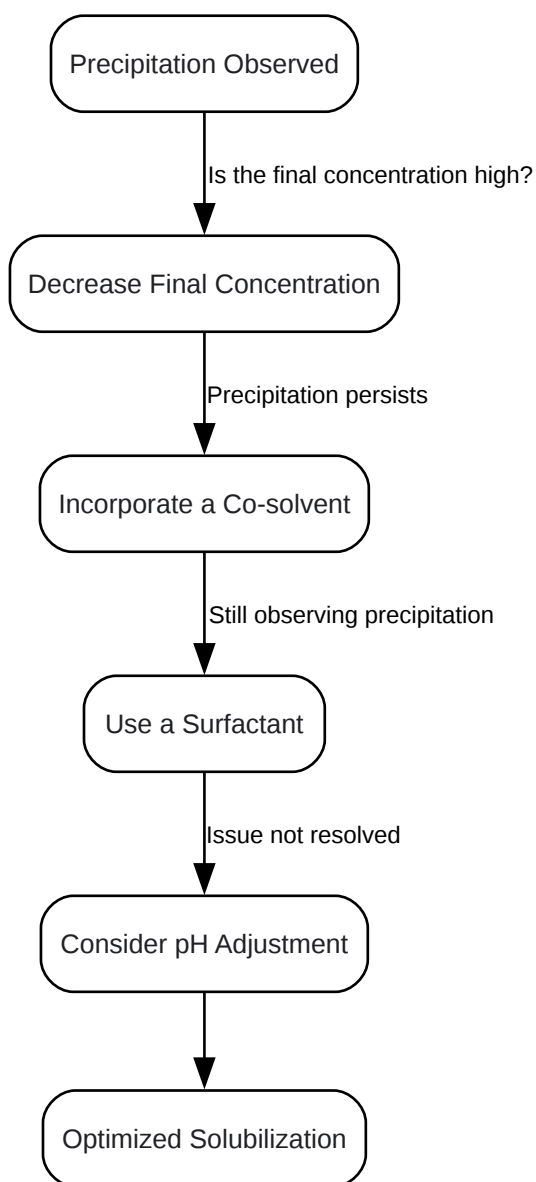 Precipitation Observed
Is the final concentration high?
Decrease Final Concentration
Precipitation persists
Incorporate a Co-solvent
Still observing precipitation
Use a Surfactant
Issue not resolved
Consider pH Adjustment
Optimized Solubilization